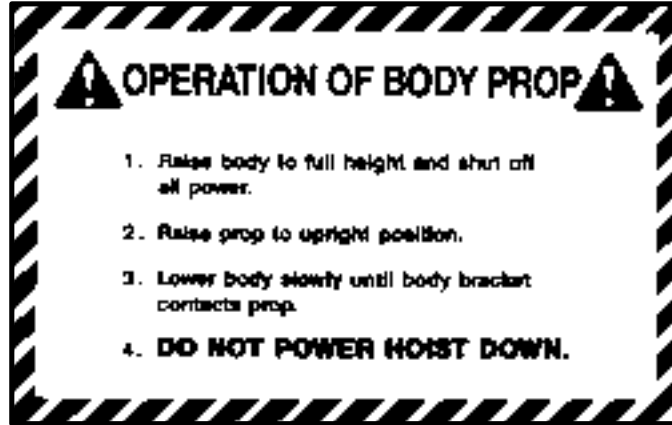 OPERATION OF BODY PROP
1. Raise body to full height and shut off
all power.
2. Raise prop to upright position.
3. Lower body slowly until body bracket
contacts prop.
4. DO NOT POWER HOIST DOWN.